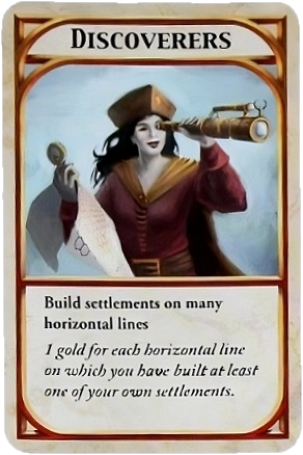 DISCOVERERS
Build settlements on many
horizontal lines
1 gold for each horizontal line
on which you have built at least
one of your own settlements.